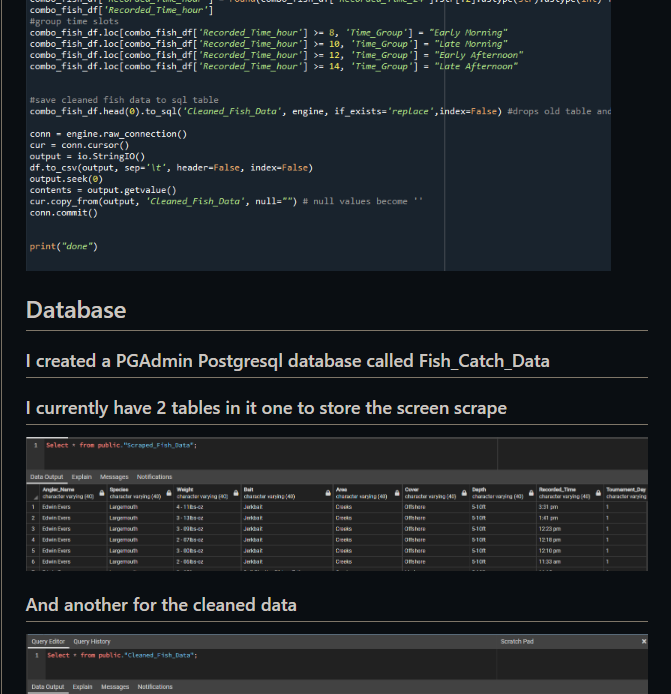 combo_fish_df['Recorded_Time_hour']
#group time slots
combo_fish_df.loc[combo_fish_df['Recorded_Time_hour'] >= 8, 'Time_Group'] = "Early Morning"
combo_fish_df.loc[combo_fish_df['Recorded_Time_hour'] >= 10, 'Time_Group'] = "Late Morning"
combo_fish_df.loc[combo_fish_df['Recorded_Time_hour'] >= 12, 'Time_Group'] = "Early Afternoon"
combo_fish_df.loc[combo_fish_df['Recorded_Time_hour'] >= 14, 'Time_Group'] = "Late Afternoon"
#save cleaned fish data to sql table
combo_fish_df.head(0).to_sql('Cleaned_Fish_Data', engine, if_exists='replace',index=False) #drops old table and
conn = engine.raw_connection()
cur = conn.cursor()
output = io.StringIO()
df.to_csv(output, sep='\t', header=False, index=False)
output.seek(0)
contents = output.getvalue()
cur.copy_from(output, 'Cleaned_Fish_Data', null="") # null values become ''
conn.commit()
print("done")
Database
I created a PGAdmin Postgresql database called Fish_Catch_Data
I currently have 2 tables in it one to store the screen scrape
1 Select * from public."Scraped_Fish_Data";
Data Output Explain Messages Notifications
Angler_Name Species Weight Bait Area Cover Depth Recorded_Time Tournament_Day
character varying (40) character varying (40) character varying (40) character varying (40) character varying (40) character varying (40) character varying (40) character varying (40) character varying
1 Edwin Evers Largemouth 4 - 11lbs-oz Jerkbait Creeks Offshore 5-10ft 3:31 pm 1
2 Edwin Evers Largemouth 3 - 13lbs-oz Jerkbait Creeks Offshore 5-10ft 1:41 pm 1
3 Edwin Evers Largemouth 3 - 09lbs-oz Jerkbait Creeks Offshore 5-10ft 12:23 pm 1
4 Edwin Evers Largemouth 2 - 07lbs-oz Jerkbait Creeks Offshore 5-10ft 12:18 pm 1
5 Edwin Evers Largemouth 3 - 00lbs-oz Jerkbait Creeks Offshore 5-10ft 12:10 pm 1
6 Edwin Evers Largemouth 2 - 00lbs-oz Jerkbait Creeks Offshore 5-10ft 11:33 am 1
And another for the cleaned data
Query Editor Query History Scratch Pad
1 Select * from public."Cleaned_Fish_Data";
Data Output Explain Messages Notifications